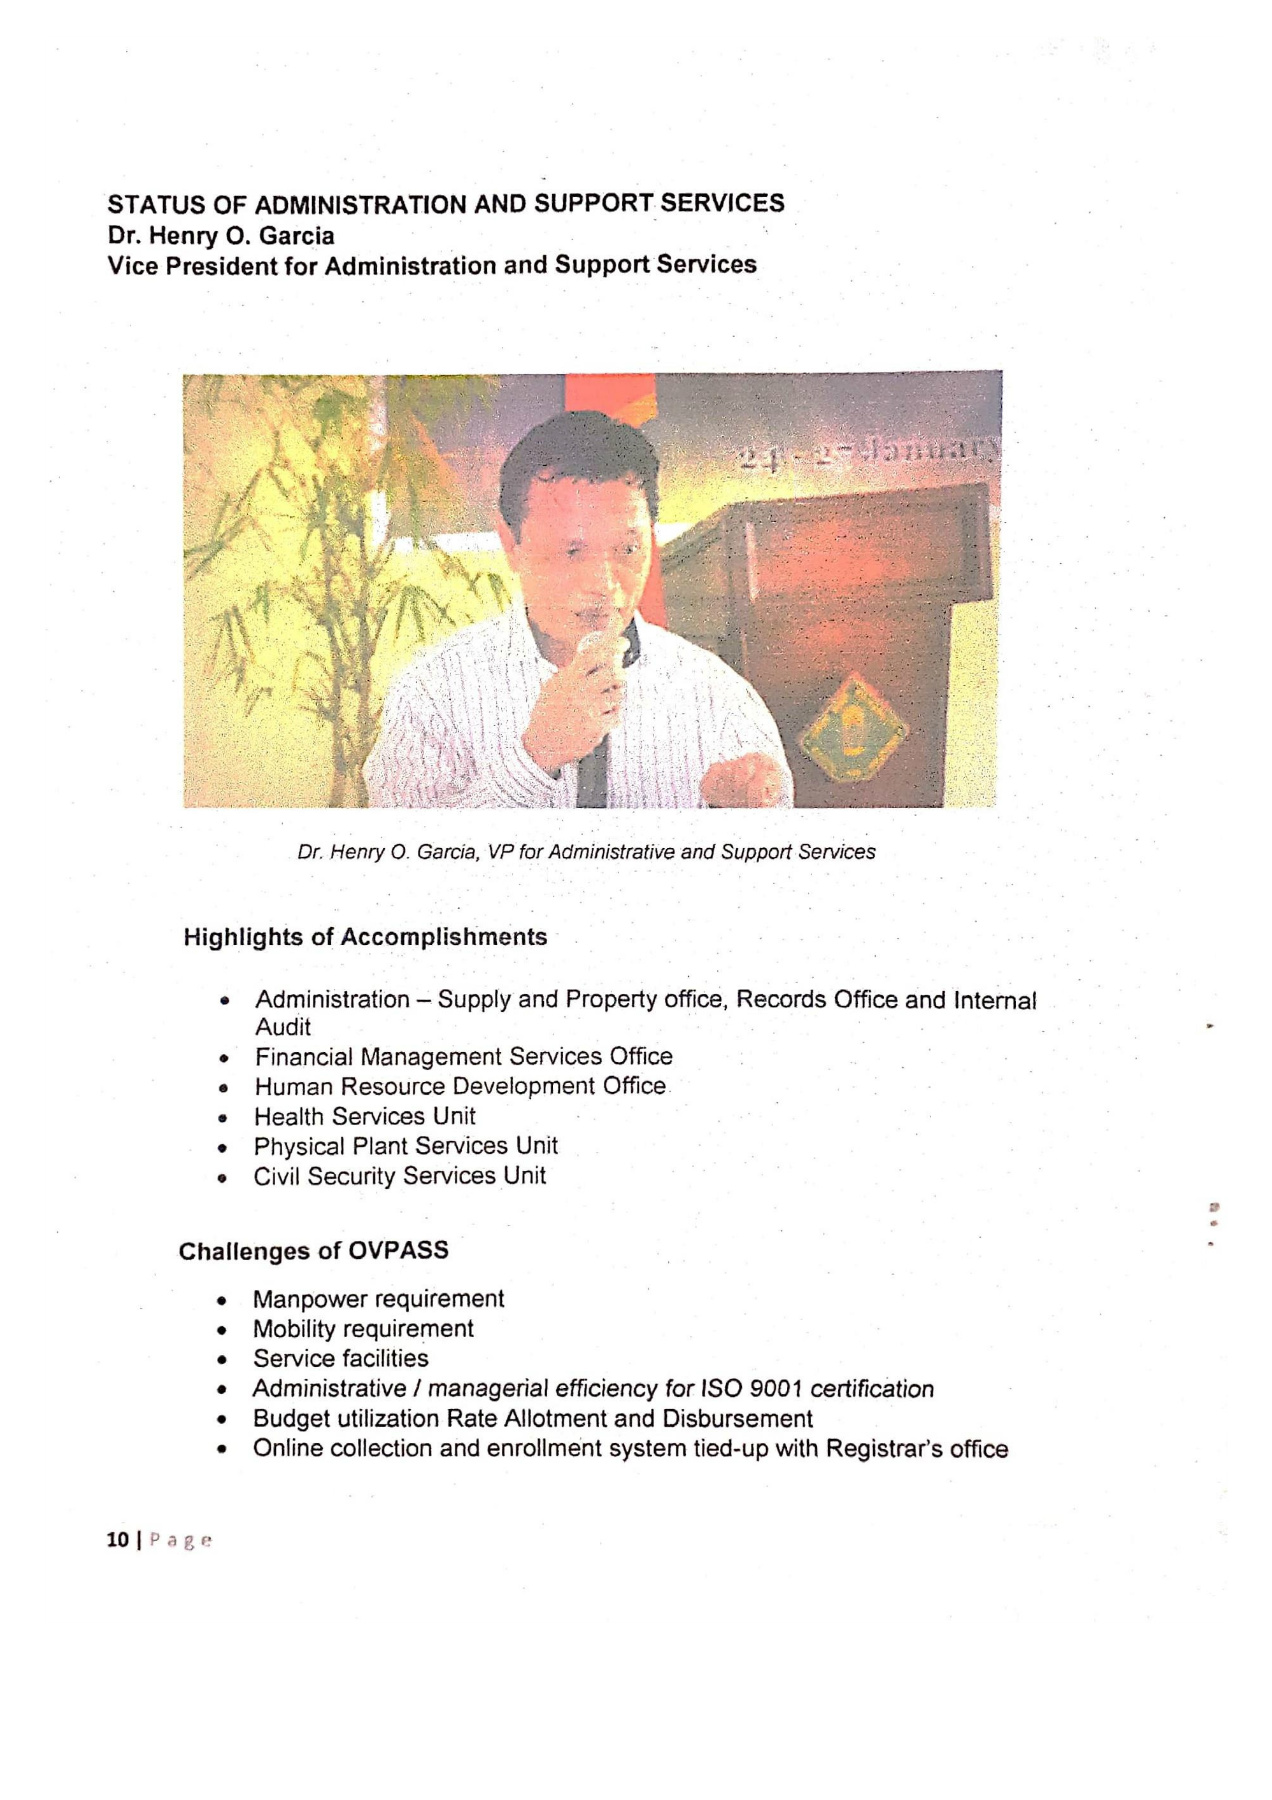 STATUS OF ADMINISTRATION AND SUPPORT SERVICES
Dr. Henry O. Garcia
Vice President for Administration and Support Services
24 - 27 January
Dr. Henry O. Garcia, VP for Administrative and Support Services
Highlights of Accomplishments
• Administration – Supply and Property office, Records Office and Internal
Audit
• Financial Management Services Office
• Human Resource Development Office
• Health Services Unit
• Physical Plant Services Unit
• Civil Security Services Unit
Challenges of OVPASS
• Manpower requirement
• Mobility requirement
• Service facilities
• Administrative / managerial efficiency for ISO 9001 certification
• Budget utilization Rate Allotment and Disbursement
• Online collection and enrollment system tied-up with Registrar's office
10 | Page